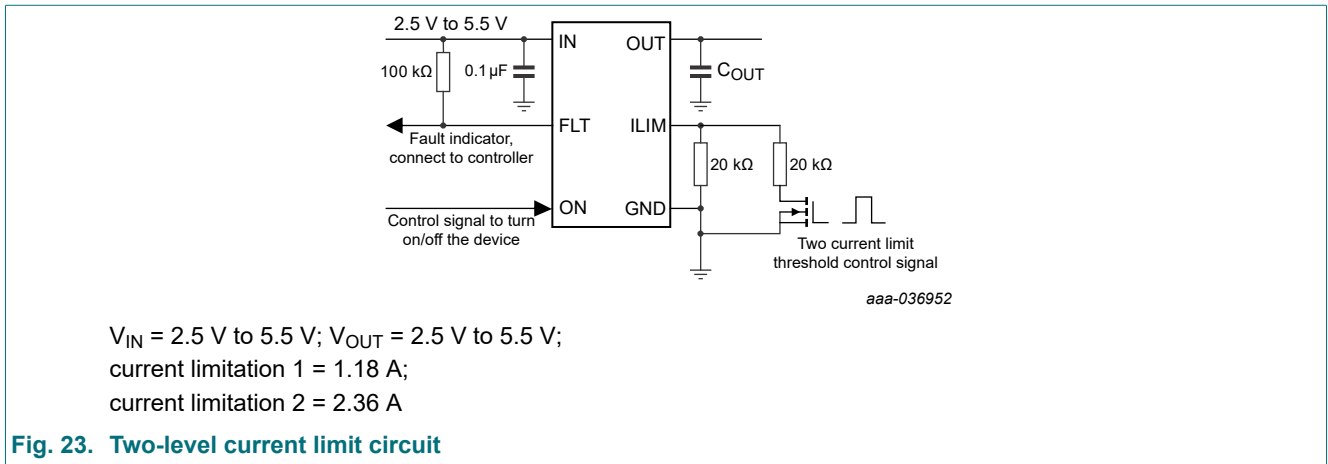 2.5 V to 5.5 V
IN
OUT
100 kΩ
0.1 µF
COUT
FLT
ILIM
Fault indicator,
connect to controller
20 kΩ
20 kΩ
ON
GND
Control signal to turn
on/off the device
Two current limit
threshold control signal
aaa-036952
VIN = 2.5 V to 5.5 V; VOUT = 2.5 V to 5.5 V;
current limitation 1 = 1.18 A;
current limitation 2 = 2.36 A
Fig. 23. Two-level current limit circuit